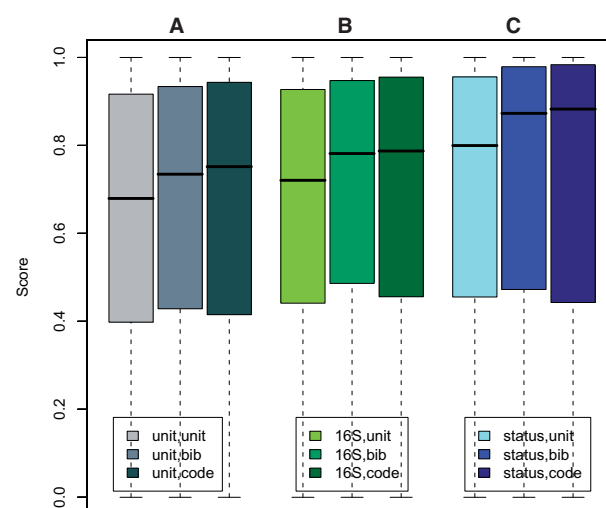 A B C
1.0
0.8
0.6
0.4
0.2
0.0
Score
unit,unit
unit,bib
unit,code
16S,unit
16S,bib
16S,code
status,unit
status,bib
status,code